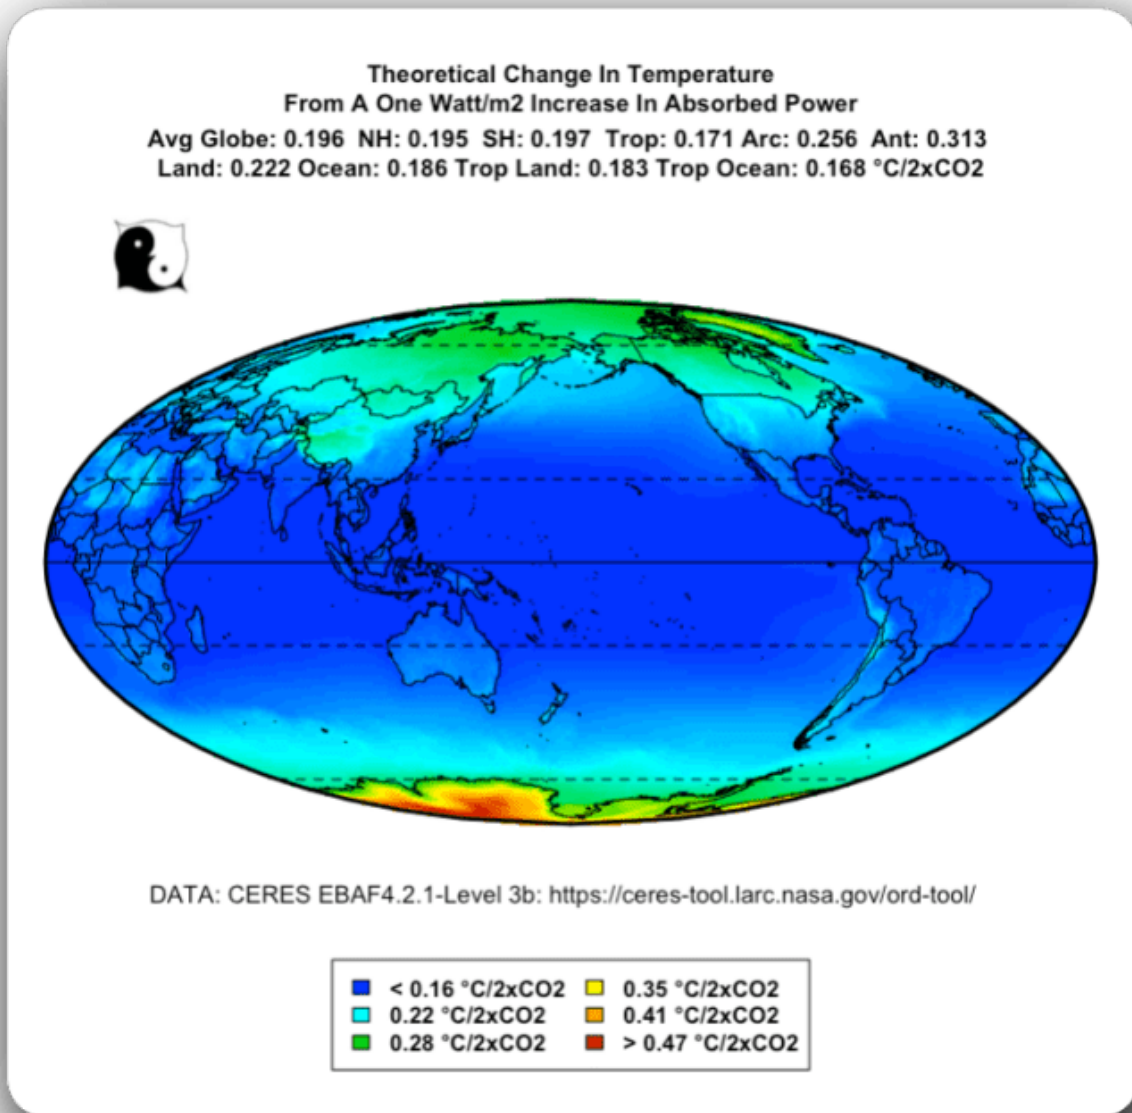 Theoretical Change In Temperature
From A One Watt/m2 Increase In Absorbed Power
Avg Globe: 0.196 NH: 0.195 SH: 0.197 Trop: 0.171 Arc: 0.256 Ant: 0.313
Land: 0.222 Ocean: 0.186 Trop Land: 0.183 Trop Ocean: 0.168 °C/2xCO2
DATA: CERES EBAF4.2.1-Level 3b: https://ceres-tool.larc.nasa.gov/ord-tool/
< 0.16 °C/2xCO2 0.35 °C/2xCO2
0.22 °C/2xCO2 0.41 °C/2xCO2
0.28 °C/2xCO2 > 0.47 °C/2xCO2